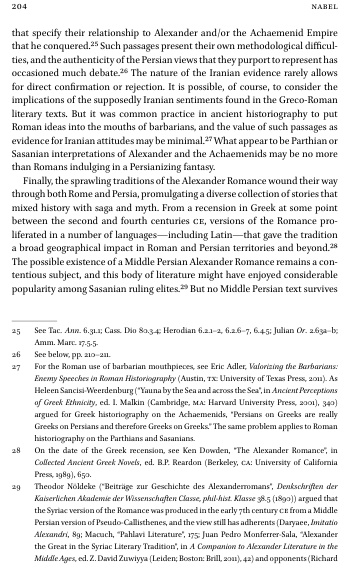 204 NABEL
that specify their relationship to Alexander and/or the Achaemenid Empire
that he conquered.25 Such passages present their own methodological difficul-
ties, and the authenticity of the Persian views that they purport to represent has
occasioned much debate.26 The nature of the Iranian evidence rarely allows
for direct confirmation or rejection. It is possible, of course, to consider the
implications of the supposedly Iranian sentiments found in the Greco-Roman
literary texts. But it was common practice in ancient historiography to put
Roman ideas into the mouths of barbarians, and the value of such passages as
evidence for Iranian attitudes may be minimal.27 What appear to be Parthian or
Sasanian interpretations of Alexander and the Achaemenids may be no more
than Romans indulging in a Persianizing fantasy.
Finally, the sprawling traditions of the Alexander Romance wound their way
through both Rome and Persia, promulgating a diverse collection of stories that
mixed history with saga and myth. From a recension in Greek at some point
between the second and fourth centuries CE, versions of the Romance pro-
liferated in a number of languages—including Latin—that gave the tradition
a broad geographical impact in Roman and Persian territories and beyond.28
The possible existence of a Middle Persian Alexander Romance remains a con-
tentious subject, and this body of literature might have enjoyed considerable
popularity among Sasanian ruling elites.29 But no Middle Persian text survives
25 See Tac. Ann. 6.31.1; Cass. Dio 80.3.4; Herodian 6.2.1–2, 6.2.6–7, 6.4.5; Julian Or. 2.63a–b;
Amm. Marc. 17.5.5.
26 See below, pp. 210–211.
27 For the Roman use of barbarian mouthpieces, see Eric Adler, Valorizing the Barbarians:
Enemy Speeches in Roman Historiography (Austin, TX: University of Texas Press, 2011). As
Heleen Sancisi-Weerdenburg ("Yauna by the Sea and across the Sea", in Ancient Perceptions
of Greek Ethnicity, ed. I. Malkin (Cambridge, MA: Harvard University Press, 2001), 340)
argued for Greek historiography on the Achaemenids, "Persians on Greeks are really
Greeks on Persians and therefore Greeks on Greeks." The same problem applies to Roman
historiography on the Parthians and Sasanians.
28 On the date of the Greek recension, see Ken Dowden, "The Alexander Romance", in
Collected Ancient Greek Novels, ed. B.P. Reardon (Berkeley, CA: University of California
Press, 1989), 650.
29 Theodor Nöldeke ("Beiträge zur Geschichte des Alexanderromans", Denkschriften der
Kaiserlichen Akademie der Wissenschaften Classe, phil-hist. Klasse 38.5 (1890)) argued that
the Syriac version of the Romance was produced in the early 7th century CE from a Middle
Persian version of Pseudo-Callisthenes, and the view still has adherents (Daryaee, Imitatio
Alexandri, 89; Macuch, "Pahlavi Literature", 175; Juan Pedro Monferrer-Sala, "Alexander
the Great in the Syriac Literary Tradition", in A Companion to Alexander Literature in the
Middle Ages, ed. Z. David Zuwiyya (Leiden; Boston: Brill, 2011), 42) and opponents (Richard